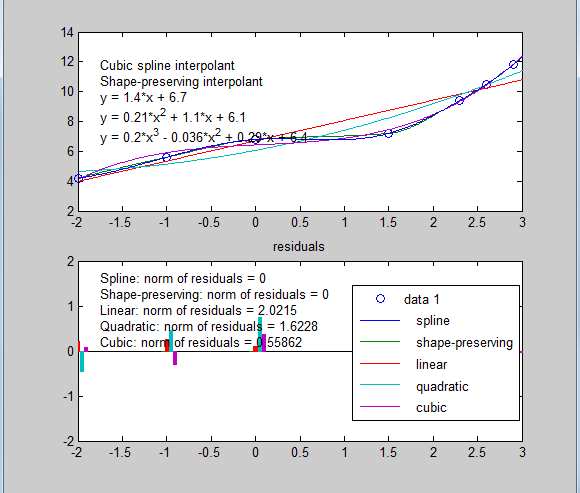 14
12
10
8
6
4
2
Cubic spline interpolant
Shape-preserving interpolant
y = 1.4*x + 6.7
y = 0.21*x² + 1.1*x + 6.1
y = 0.2*x³ - 0.036*x² + 0.29*x + 6.4
-2 -1.5 -1 -0.5 0 0.5 1 1.5 2 2.5 3
residuals
2
1
0
-1
-2
Spline: norm of residuals = 0
Shape-preserving: norm of residuals = 0
Linear: norm of residuals = 2.0215
Quadratic: norm of residuals = 1.6228
Cubic: norm of residuals = 0.55862
data 1
spline
shape-preserving
linear
quadratic
cubic
-2 -1.5 -1 -0.5 0 0.5 1 1.5 2 2.5 3